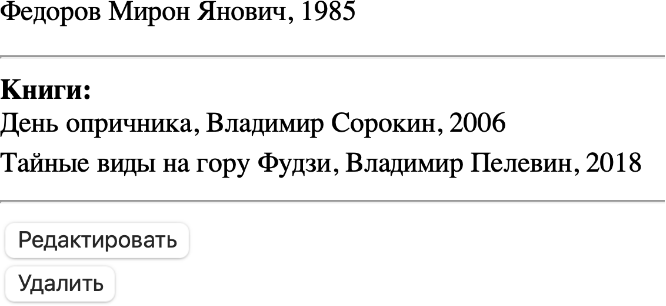 Федоров Мирон Янович, 1985
Книги:
День опричника, Владимир Сорокин, 2006
Тайные виды на гору Фудзи, Владимир Пелевин, 2018
Редактировать
Удалить